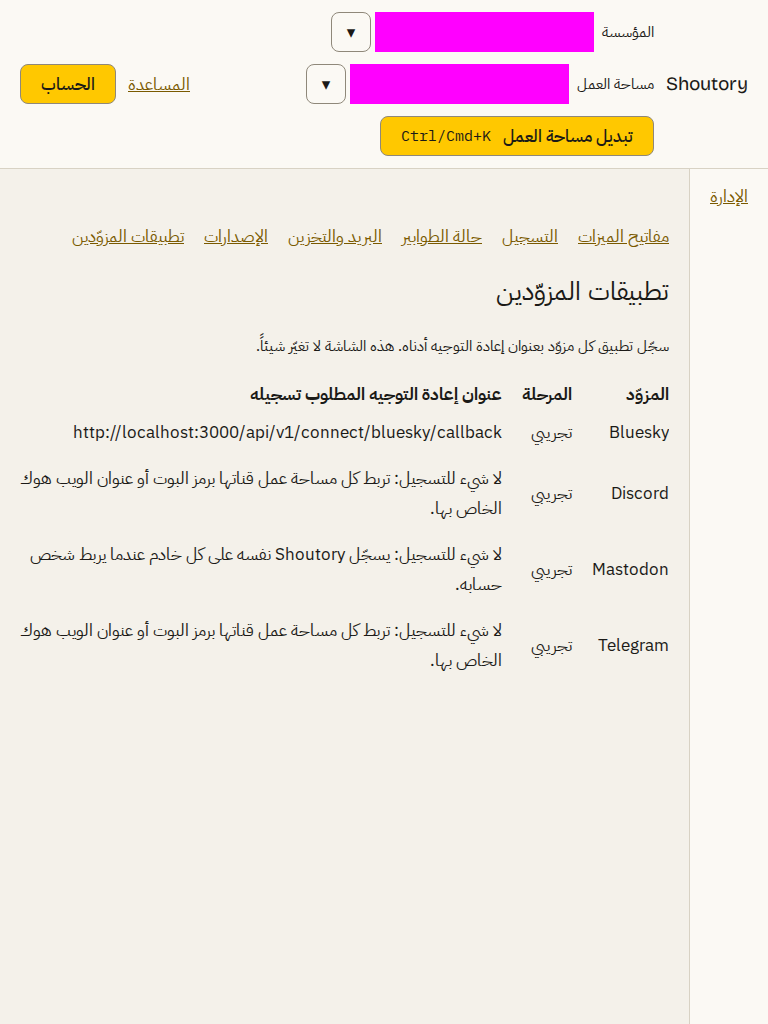 المؤسسة
▼
Shoutory
مساحة العمل
▼
المساعدة
الحساب
تبديل مساحة العمل Ctrl/Cmd+K
الإدارة
مفاتيح الميزات
التسجيل
حالة الطوابير
البريد والتخزين
الإصدارات
تطبيقات المزوّدين
تطبيقات المزوّدين
سجّل تطبيق كل مزوّد بعنوان إعادة التوجيه أدناه. هذه الشاشة لا تغيّر شيئاً.
المزوّد المرحلة عنوان إعادة التوجيه المطلوب تسجيله
Bluesky تجريبي http://localhost:3000/api/v1/connect/bluesky/callback
Discord تجريبي لا شيء للتسجيل: تربط كل مساحة عمل قناتها برمز البوت أو عنوان الويب هوك
الخاص بها.
Mastodon تجريبي لا شيء للتسجيل: يسجّل Shoutory نفسه على كل خادم عندما يربط شخص
حسابه.
Telegram تجريبي لا شيء للتسجيل: تربط كل مساحة عمل قناتها برمز البوت أو عنوان الويب هوك
الخاص بها.